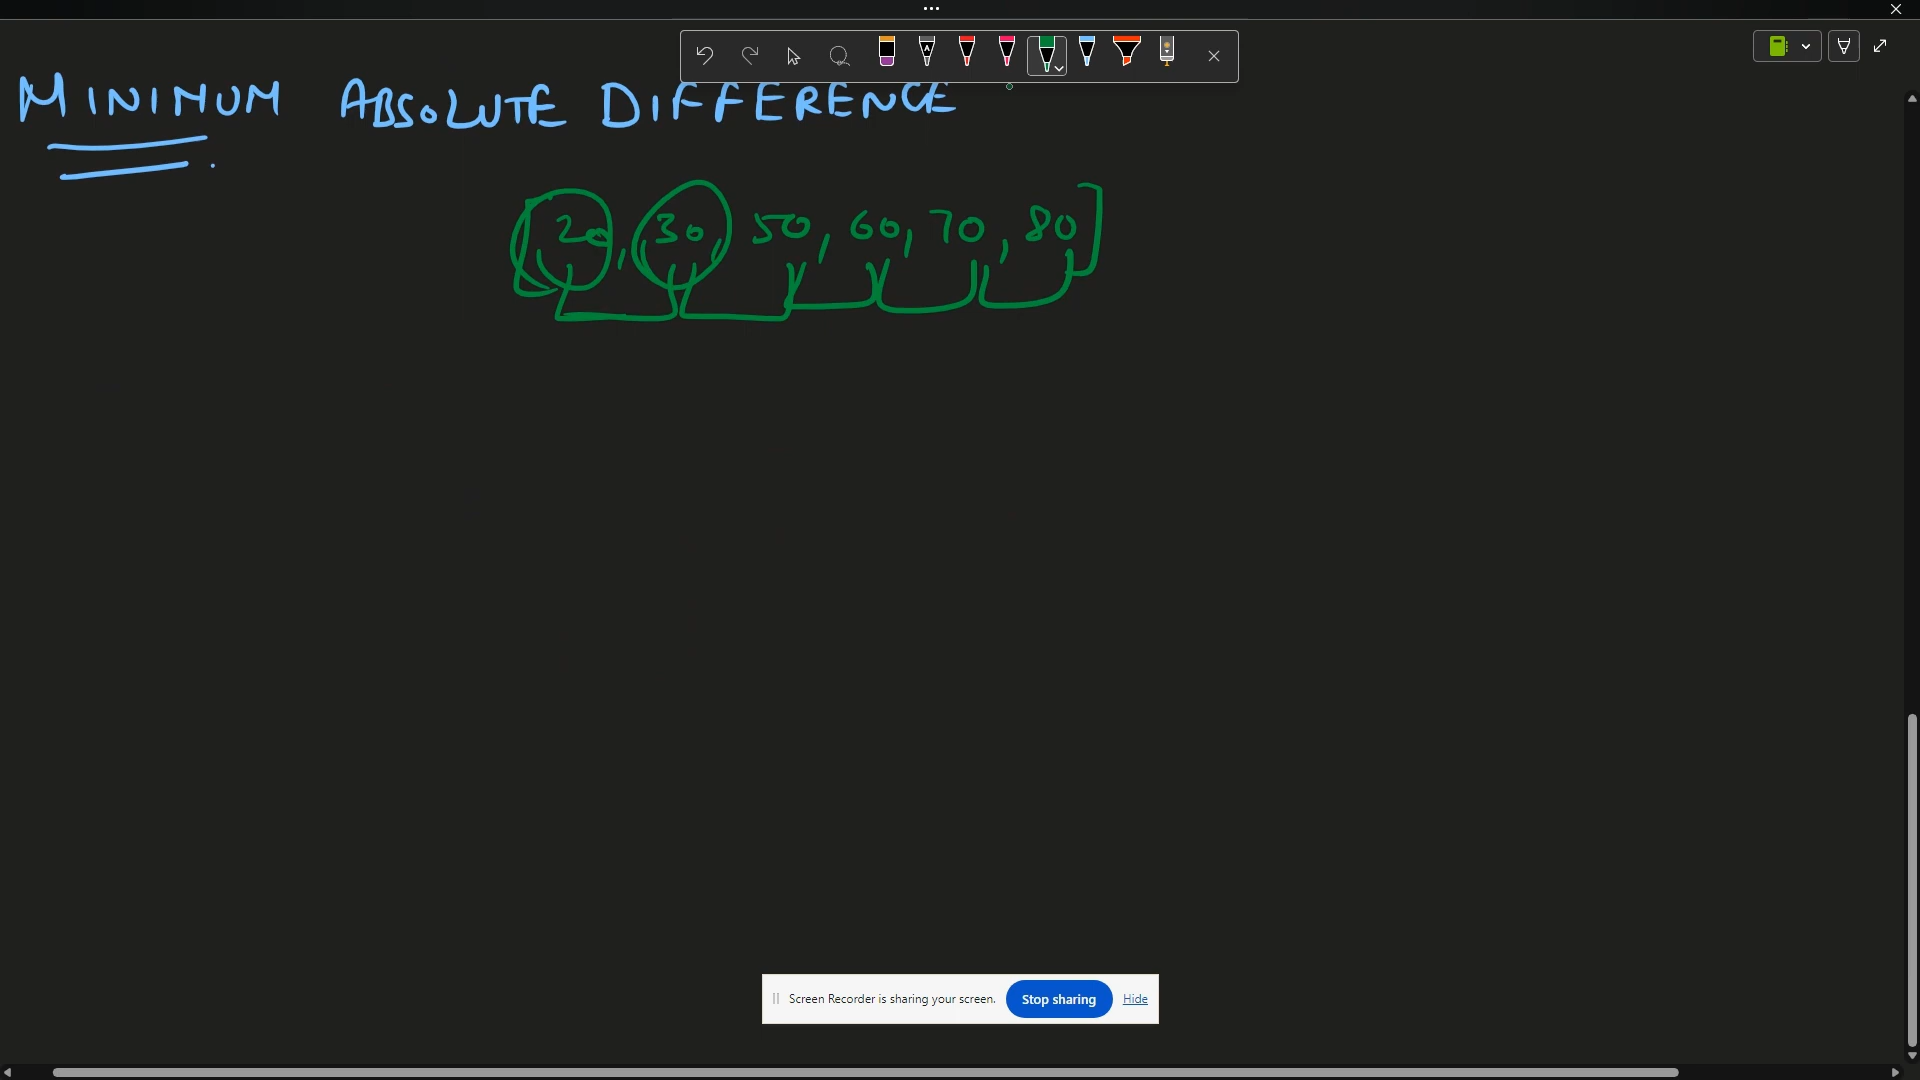 MINIMUM ABSOLUTE DIFFERENCE
[20, 30, 50, 60, 70, 80]
Screen Recorder is sharing your screen. Stop sharing Hide